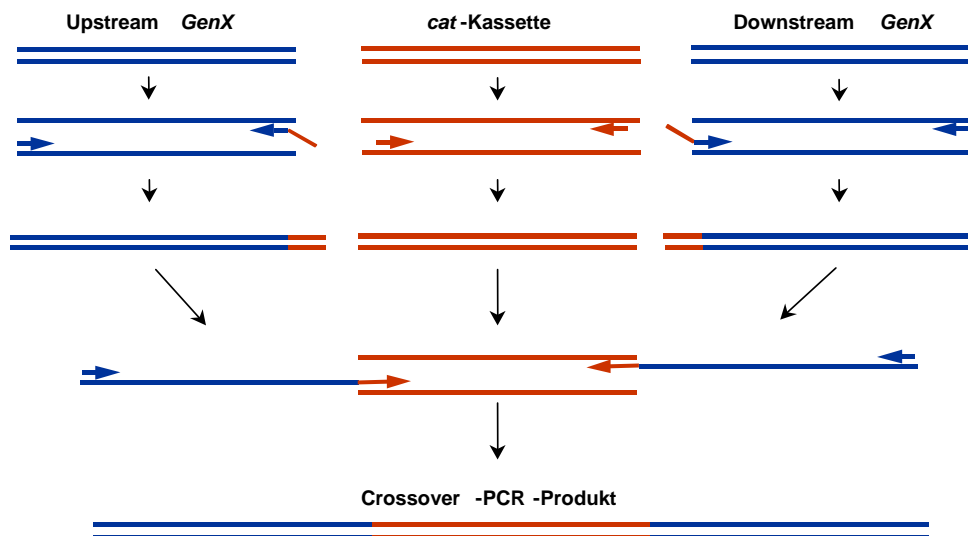 Upstream GenX
cat -Kassette
Downstream GenX
Crossover -PCR -Produkt